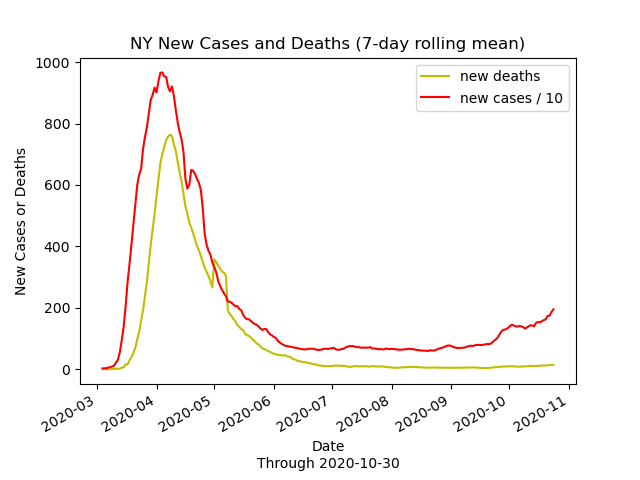 NY New Cases and Deaths (7-day rolling mean)
new deaths
new cases / 10
New Cases or Deaths
1000
800
600
400
200
0
2020-03
2020-04
2020-05
2020-06
2020-07
2020-08
2020-09
2020-10
2020-11
Date
Through 2020-10-30